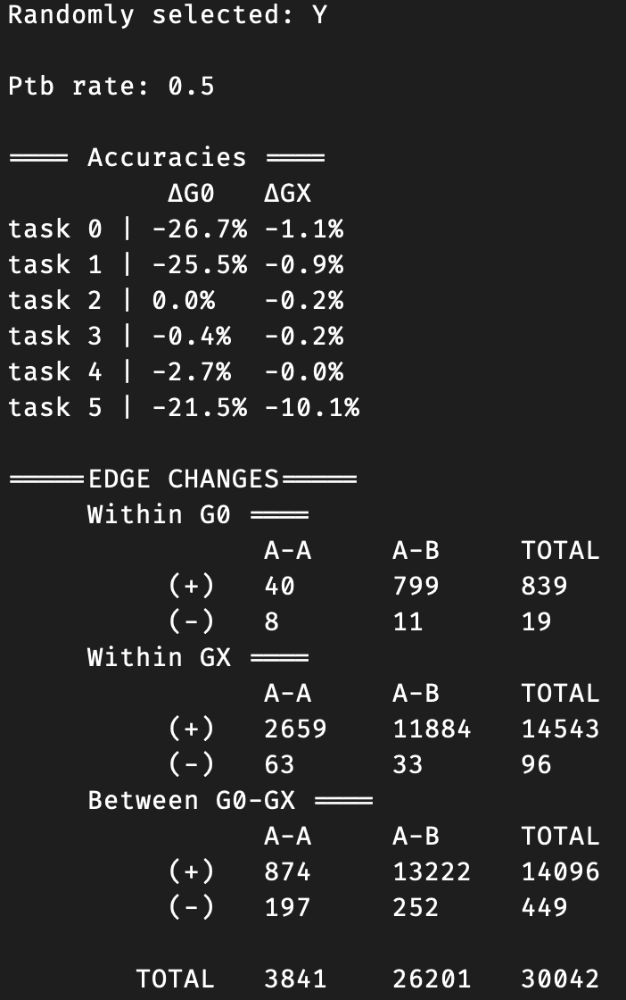 Randomly selected: Y
Ptb rate: 0.5
════ Accuracies ════
ΔG0 ΔGX
task 0 | -26.7% -1.1%
task 1 | -25.5% -0.9%
task 2 | 0.0% -0.2%
task 3 | -0.4% -0.2%
task 4 | -2.7% -0.0%
task 5 | -21.5% -10.1%
═════EDGE CHANGES═════
Within G0 ════
A-A A-B TOTAL
(+) 40 799 839
(-) 8 11 19
Within GX ════
A-A A-B TOTAL
(+) 2659 11884 14543
(-) 63 33 96
Between G0-GX ════
A-A A-B TOTAL
(+) 874 13222 14096
(-) 197 252 449
TOTAL 3841 26201 30042